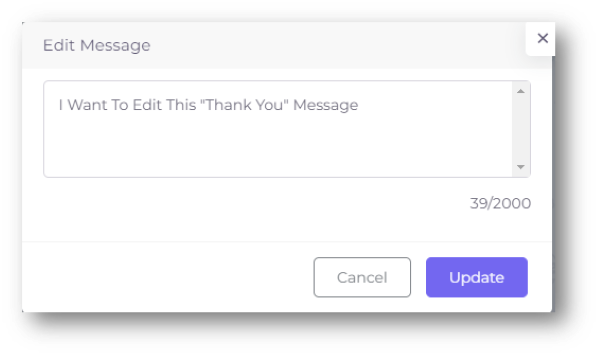 Edit Message
×
I Want To Edit This "Thank You" Message
39/2000
Cancel
Update